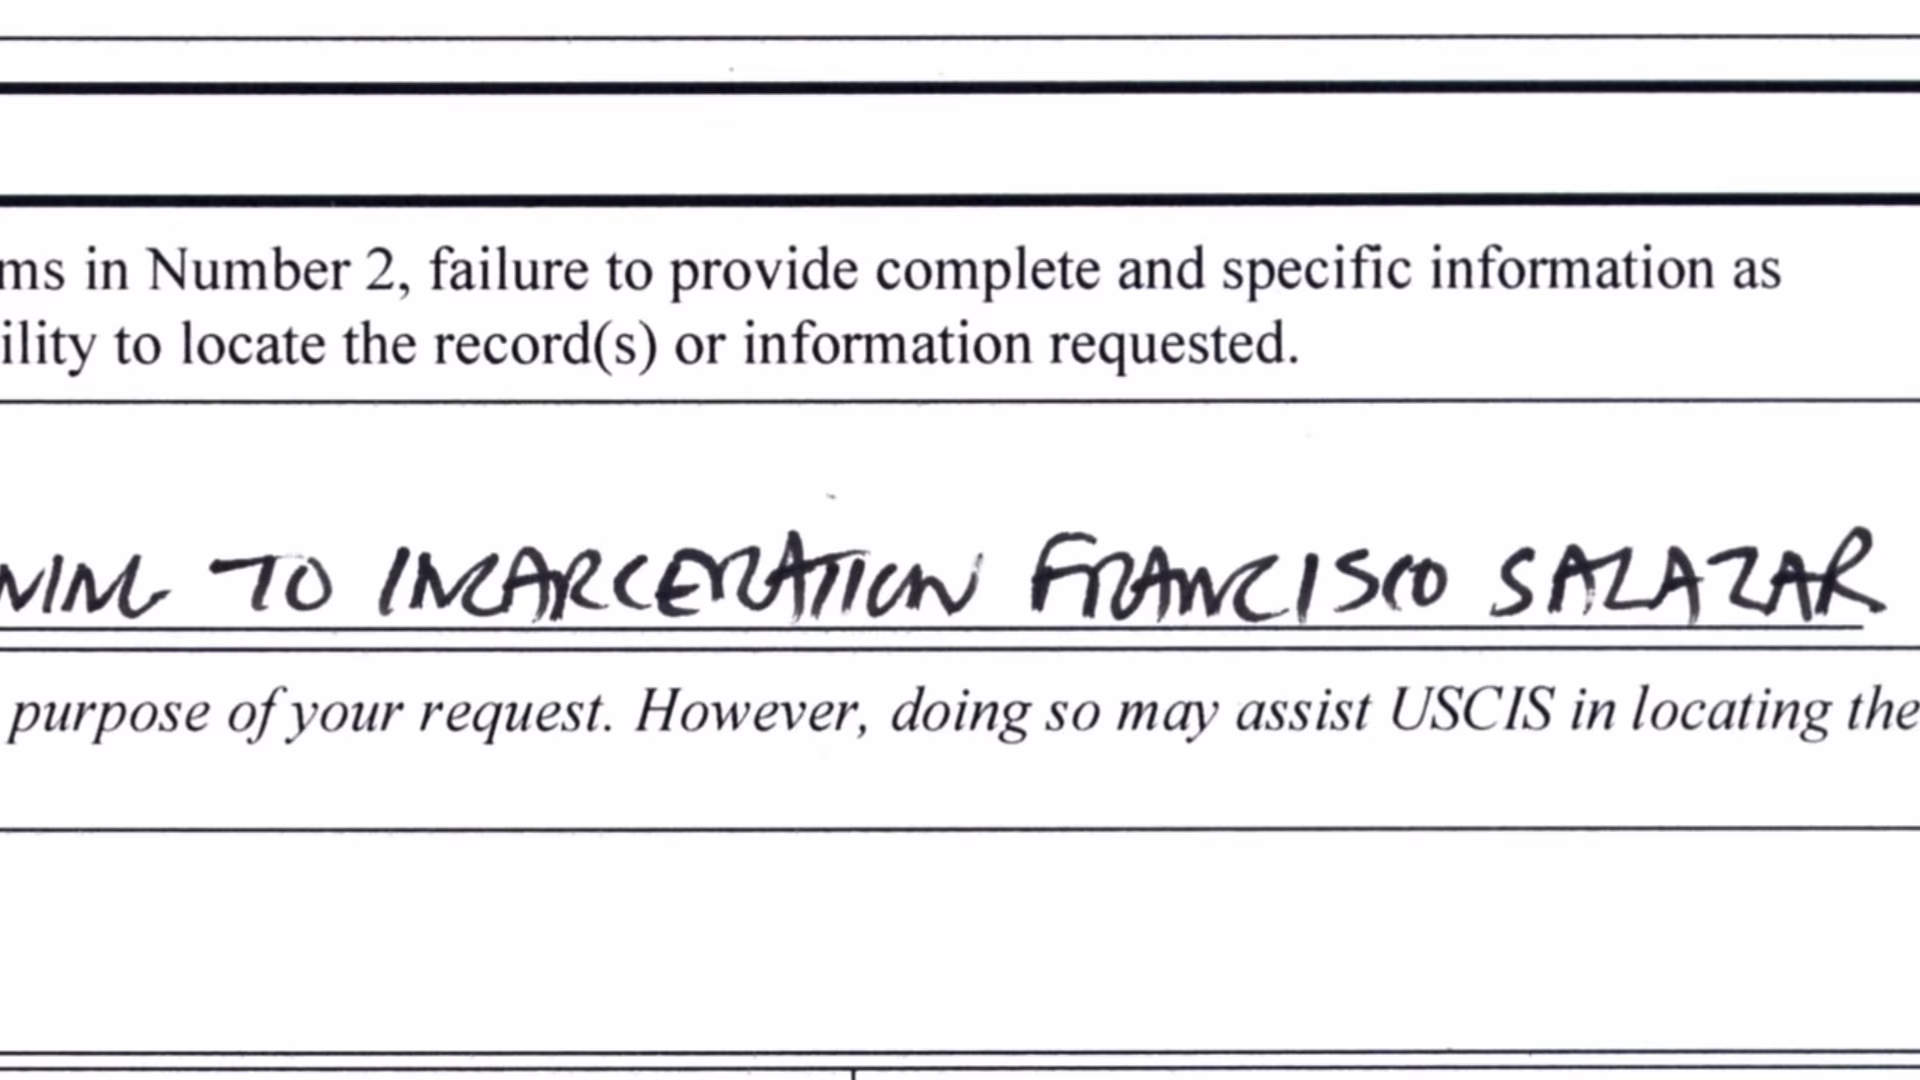 ms in Number 2, failure to provide complete and specific information as
ility to locate the record(s) or information requested.
NING TO INCARCERATION FRANCISCO SALAZAR
purpose of your request. However, doing so may assist USCIS in locating the